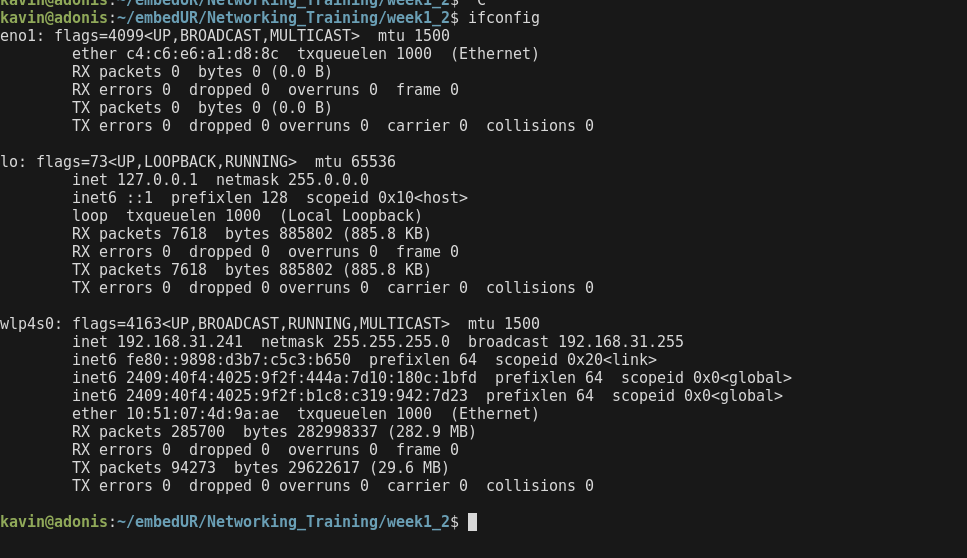 kavin@adonis:~/embedUR/Networking_Training/week1_2$ ^C
kavin@adonis:~/embedUR/Networking_Training/week1_2$ ifconfig
eno1: flags=4099<UP,BROADCAST,MULTICAST>  mtu 1500
        ether c4:c6:e6:a1:d8:8c  txqueuelen 1000  (Ethernet)
        RX packets 0  bytes 0 (0.0 B)
        RX errors 0  dropped 0  overruns 0  frame 0
        TX packets 0  bytes 0 (0.0 B)
        TX errors 0  dropped 0 overruns 0  carrier 0  collisions 0

lo: flags=73<UP,LOOPBACK,RUNNING>  mtu 65536
        inet 127.0.0.1  netmask 255.0.0.0
        inet6 ::1  prefixlen 128  scopeid 0x10<host>
        loop  txqueuelen 1000  (Local Loopback)
        RX packets 7618  bytes 885802 (885.8 KB)
        RX errors 0  dropped 0  overruns 0  frame 0
        TX packets 7618  bytes 885802 (885.8 KB)
        TX errors 0  dropped 0 overruns 0  carrier 0  collisions 0

wlp4s0: flags=4163<UP,BROADCAST,RUNNING,MULTICAST>  mtu 1500
        inet 192.168.31.241  netmask 255.255.255.0  broadcast 192.168.31.255
        inet6 fe80::9898:d3b7:c5c3:b650  prefixlen 64  scopeid 0x20<link>
        inet6 2409:40f4:4025:9f2f:444a:7d10:180c:1bfd  prefixlen 64  scopeid 0x0<global>
        inet6 2409:40f4:4025:9f2f:b1c8:c319:942:7d23  prefixlen 64  scopeid 0x0<global>
        ether 10:51:07:4d:9a:ae  txqueuelen 1000  (Ethernet)
        RX packets 285700  bytes 282998337 (282.9 MB)
        RX errors 0  dropped 0  overruns 0  frame 0
        TX packets 94273  bytes 29622617 (29.6 MB)
        TX errors 0  dropped 0 overruns 0  carrier 0  collisions 0

kavin@adonis:~/embedUR/Networking_Training/week1_2$